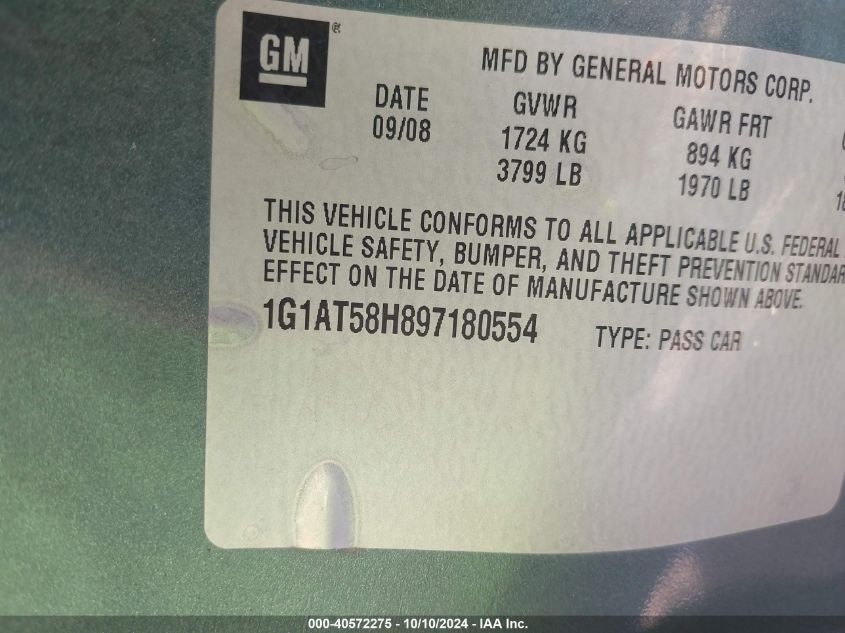 GM®
MFD BY GENERAL MOTORS CORP.
DATE GVWR GAWR FRT
09/08 1724 KG 894 KG
3799 LB 1970 LB
THIS VEHICLE CONFORMS TO ALL APPLICABLE U.S. FEDERAL
VEHICLE SAFETY, BUMPER, AND THEFT PREVENTION STANDAR
EFFECT ON THE DATE OF MANUFACTURE SHOWN ABOVE.
1G1AT58H897180554 TYPE: PASS CAR
000-40572275 - 10/10/2024 - IAA Inc.